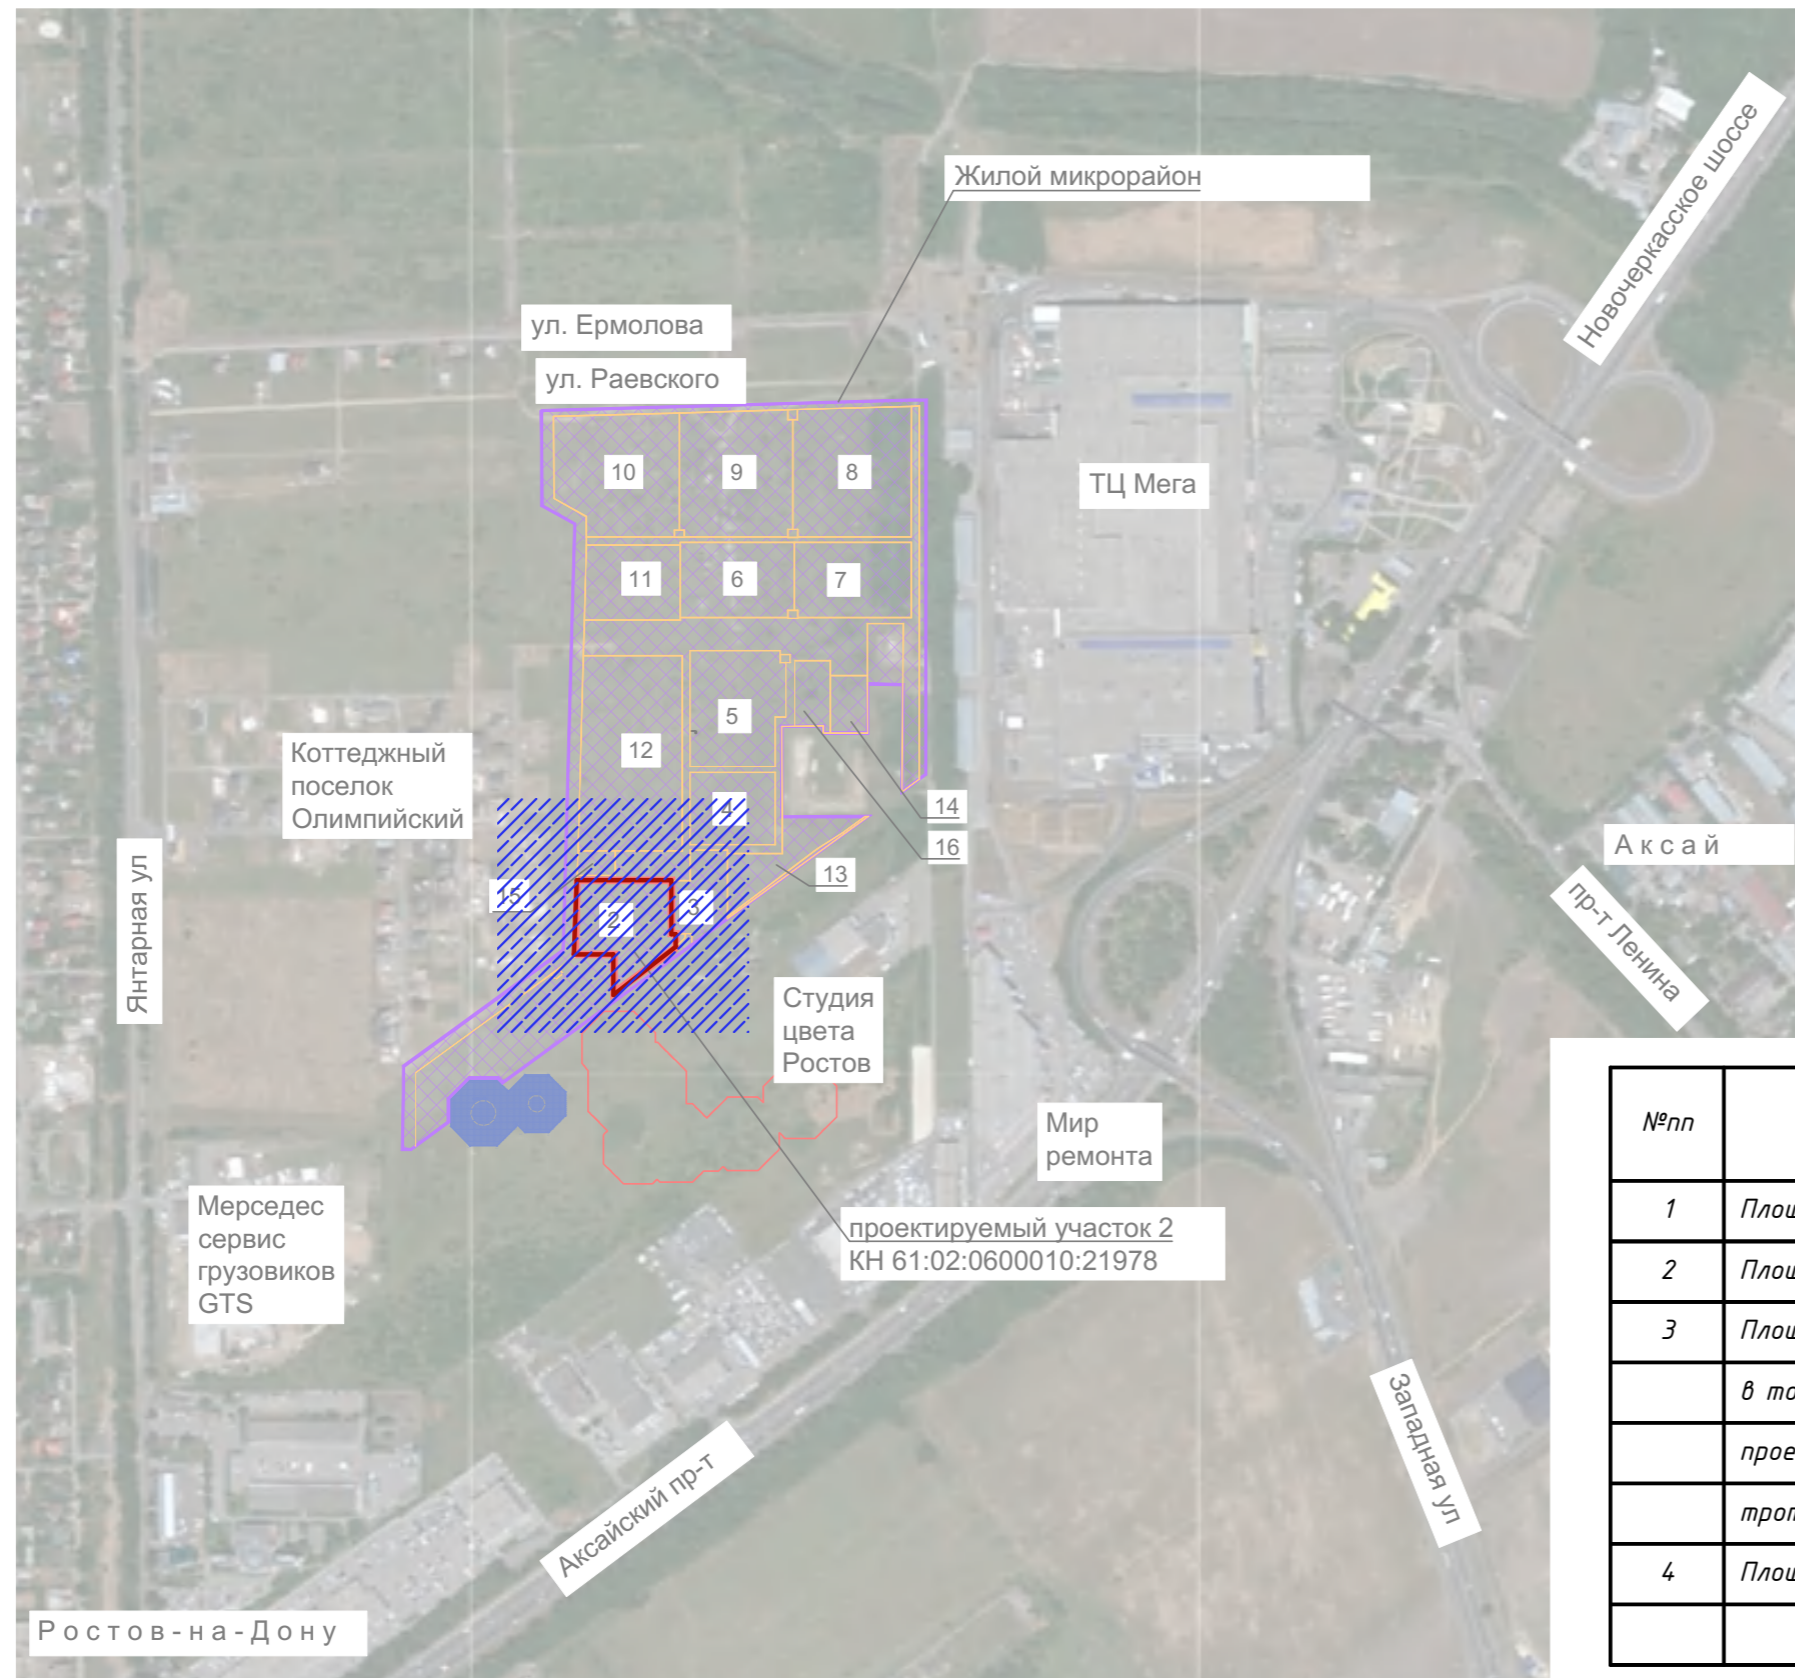 Новочеркасское шоссе
Жилой микрорайон
ул. Ермолова
ул. Раевского
10
9
8
ТЦ Мега
11
6
7
5
12
Коттеджный
поселок
Олимпийский
4
14
16
13
Аксай
пр-т Ленина
Янтарная ул
15
2
3
Студия
цвета
Ростов
Мир
ремонта
Мерседес
сервис
грузовиков
GTS
проектируемый участок 2
КН 61:02:0600010:21978
Западная ул
Аксайский пр-т
Ростов-на-Дону
№пп
1
2
3
в
4